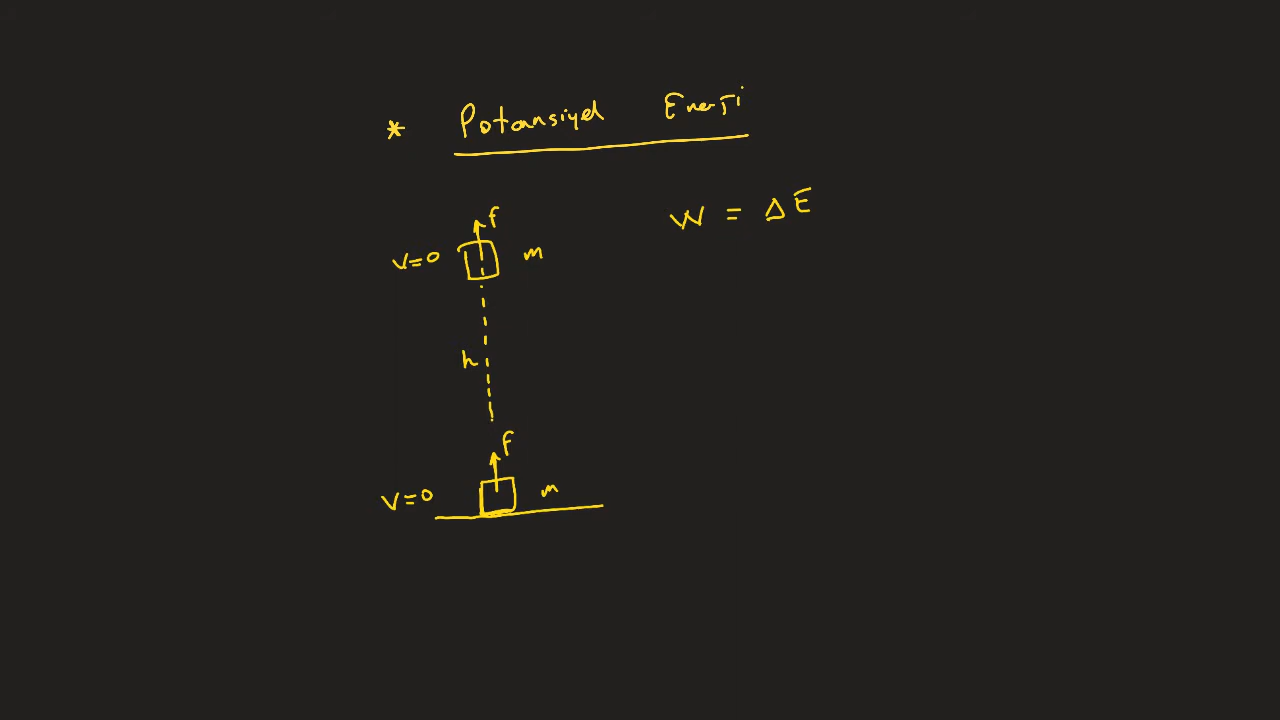 * Potansiyel Enerji
W = ΔE
f
V=0 m
h
f
V=0 m